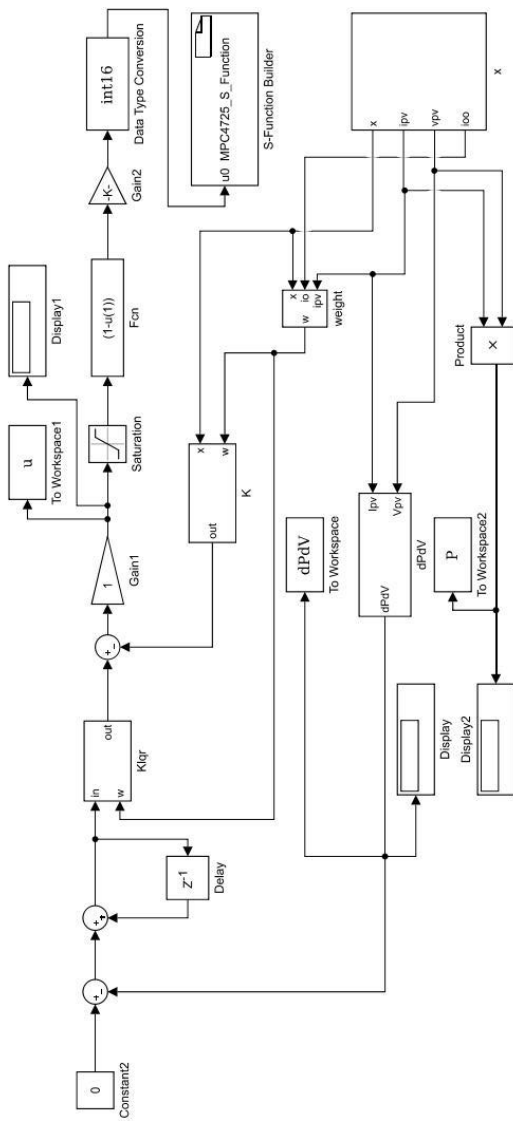 0
Constant2
+
-
+
+
z-1
Delay
in
w
out
Klqr
+
-
1
Gain1
u
To Workspace1
Display1
Saturation
(1-u(1))
Fcn
-K-
Gain2
int16
Data Type Conversion
u0 MPC4725_S_Function
S-Function Builder
x
w
out
K
x
io
ipv
w
weight
dPdV
To Workspace
Ipv
Vpv
dPdV
dPdV
P
To Workspace2
Display
Display2
×
Product
x
ipv
vpv
ioo
x